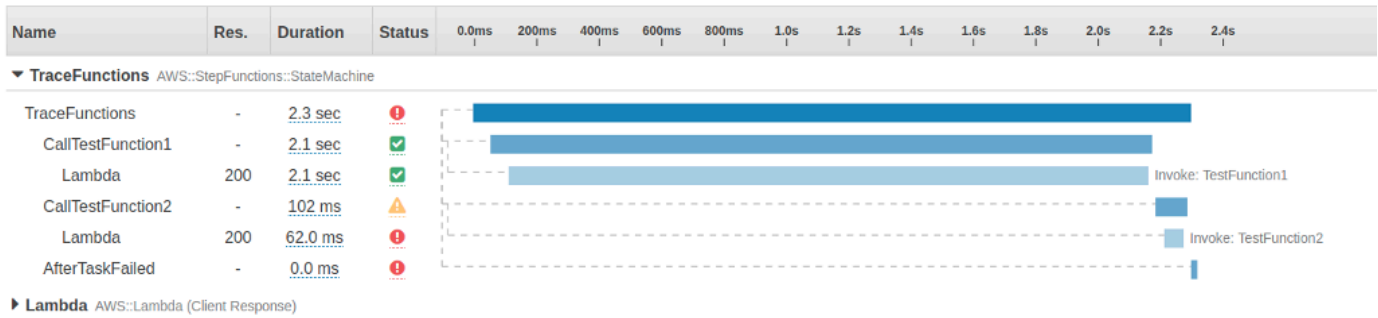 Name Res. Duration Status 0.0ms 200ms 400ms 600ms 800ms 1.0s 1.2s 1.4s 1.6s 1.8s 2.0s 2.2s 2.4s
TraceFunctions AWS::StepFunctions::StateMachine
TraceFunctions - 2.3 sec
CallTestFunction1 - 2.1 sec
Lambda 200 2.1 sec Invoke: TestFunction1
CallTestFunction2 - 102 ms
Lambda 200 62.0 ms Invoke: TestFunction2
AfterTaskFailed - 0.0 ms
Lambda AWS::Lambda (Client Response)